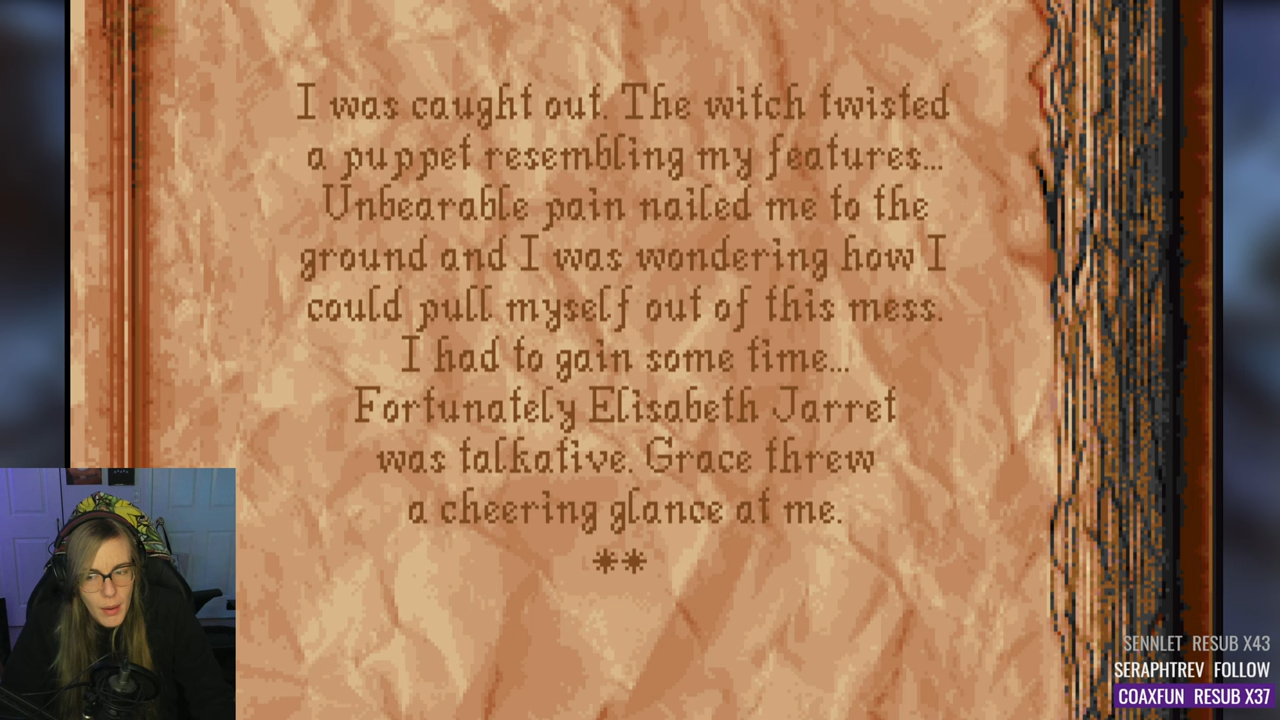 I was caught out. The witch twisted
a puppet resembling my features...
Unbearable pain nailed me to the
ground and I was wondering how I
could pull myself out of this mess.
I had to gain some time...
Fortunately Elisabeth Jarret
was talkative. Grace threw
a cheering glance at me.
**
SENNLET RESUB X43
SERAPHTREV FOLLOW
COAXFUN RESUB X37